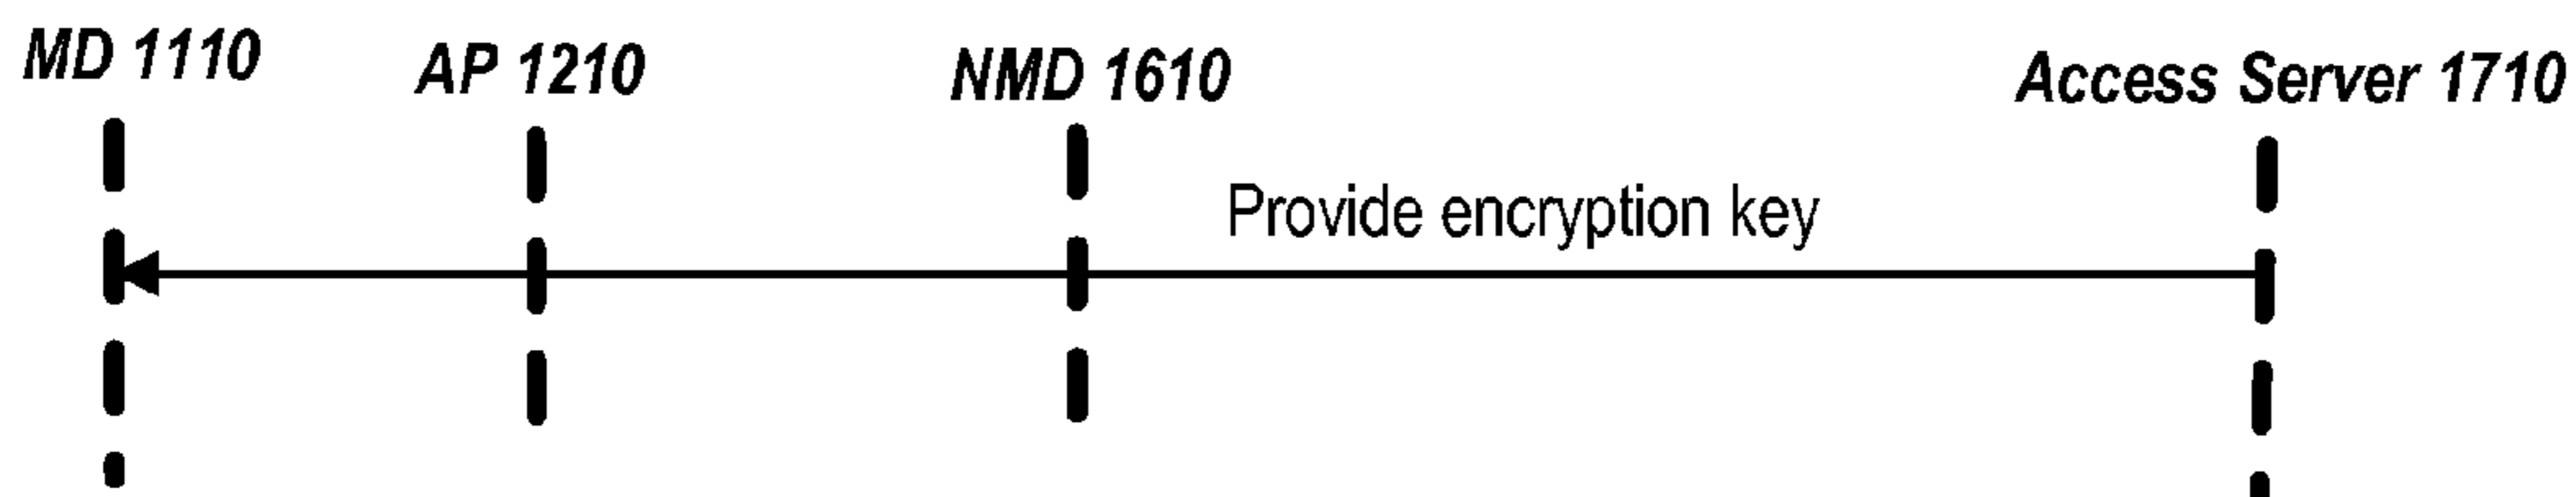 MD 1110 AP 1210 NMD 1610 Access Server 1710
Provide encryption key